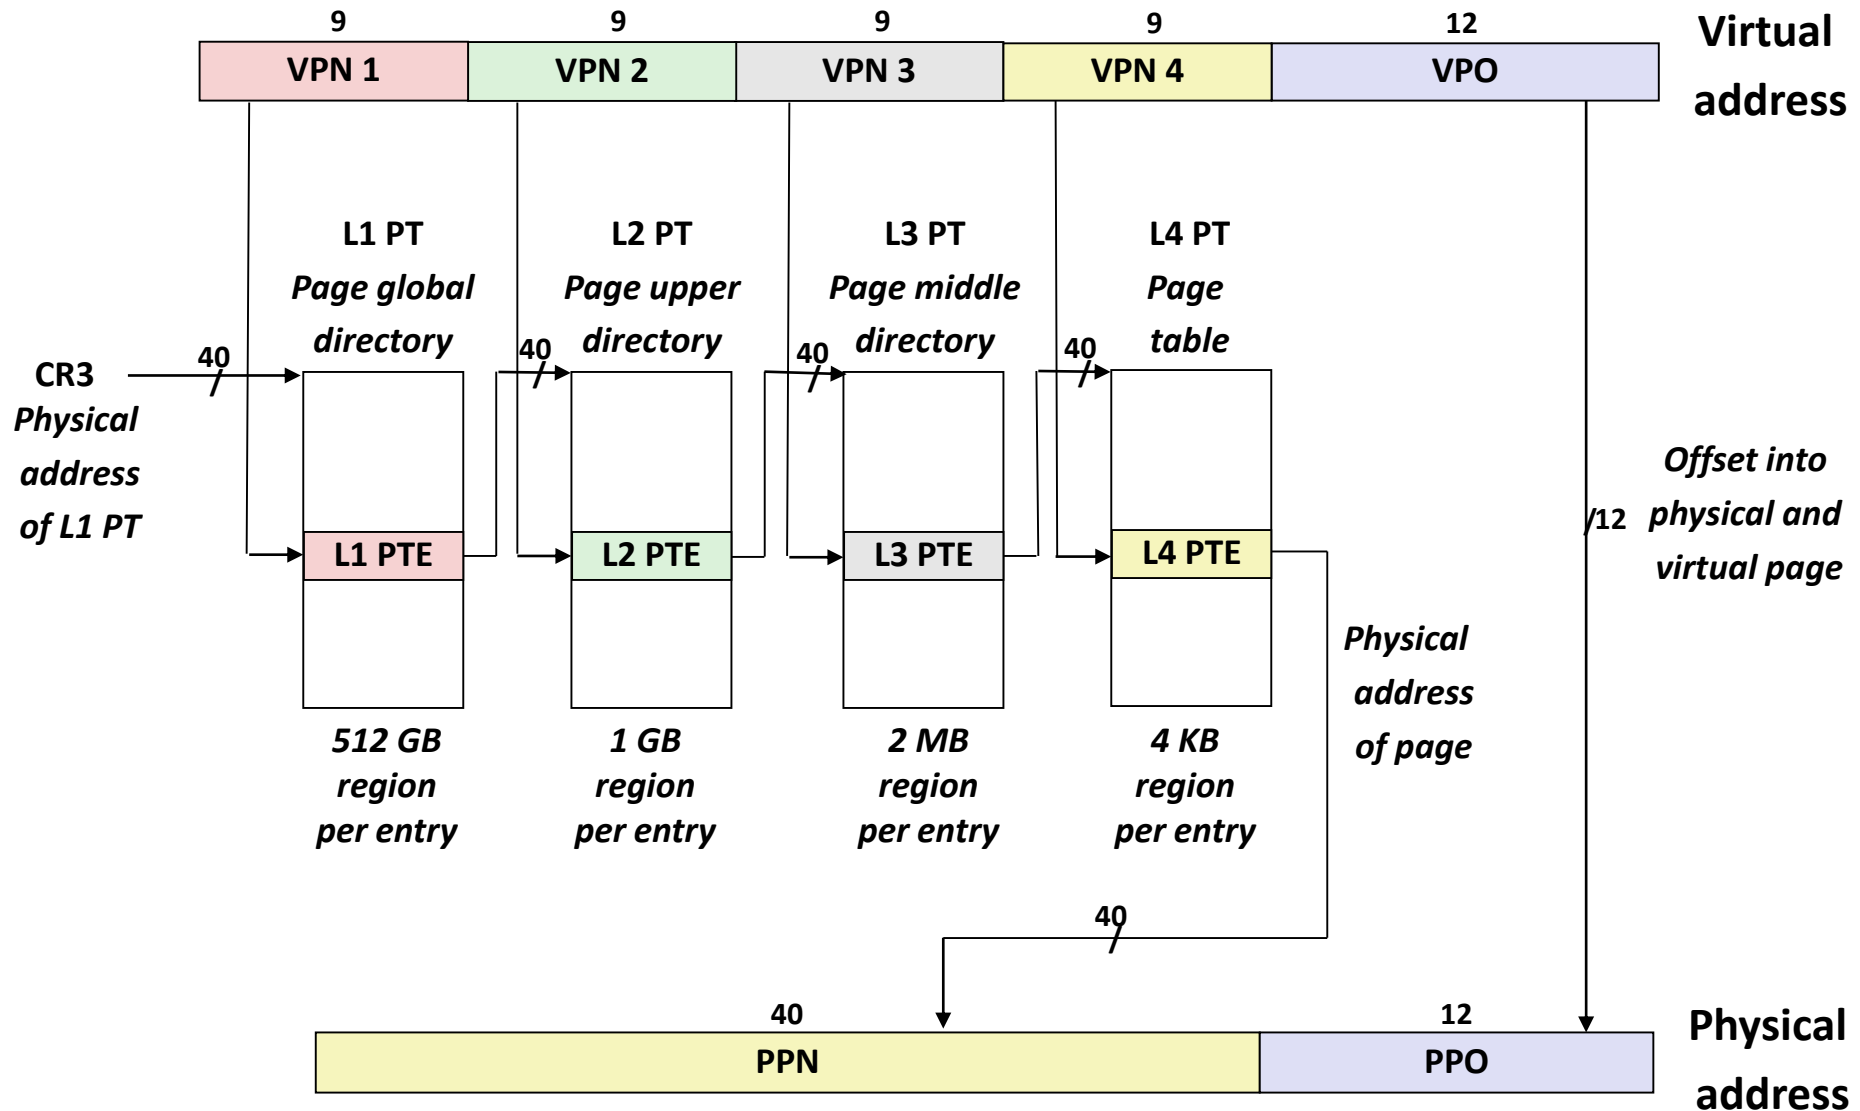 9 9 9 9 12
VPN 1 VPN 2 VPN 3 VPN 4 VPO
Virtual
address
L1 PT
Page global
directory
L2 PT
Page upper
directory
L3 PT
Page middle
directory
L4 PT
Page
table
CR3
Physical
address
of L1 PT
40
40
40
40
L1 PTE
L2 PTE
L3 PTE
L4 PTE
/12
Offset into
physical and
virtual page
512 GB
region
per entry
1 GB
region
per entry
2 MB
region
per entry
4 KB
region
per entry
Physical
address
of page
40
40 12
PPN PPO
Physical
address